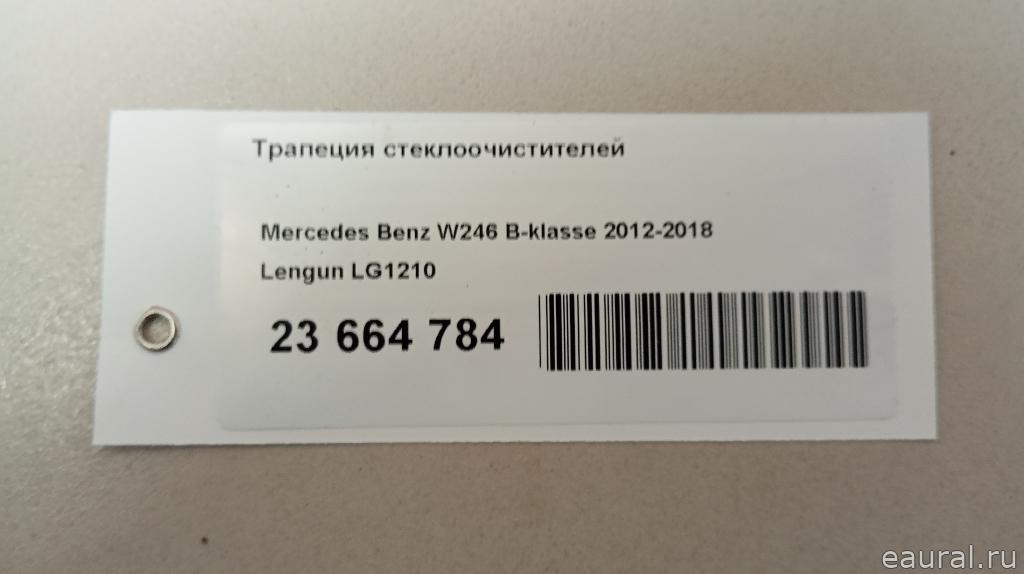 Трапеция стеклоочистителей
Mercedes Benz W246 B-klasse 2012-2018
Lengun LG1210
23 664 784
eaural.ru